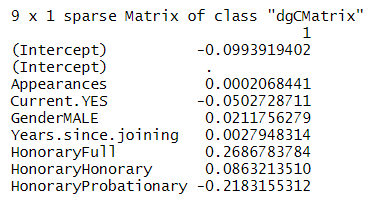 9 x 1 sparse Matrix of class "dgCMatrix"
1
(Intercept) -0.0993919402
(Intercept) .
Appearances 0.0002068441
Current.YES -0.0502728711
GenderMALE 0.0211756279
Years.since.joining 0.0027948314
HonoraryFull 0.2686783784
HonoraryHonorary 0.0863213510
HonoraryProbationary -0.2183155312